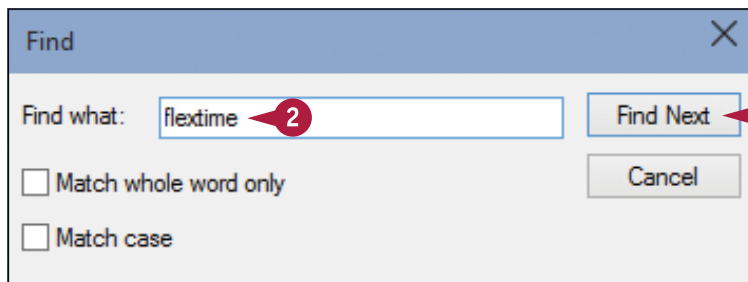 Find
Find what: flextime 2 Find Next
Match whole word only
Cancel
Match case